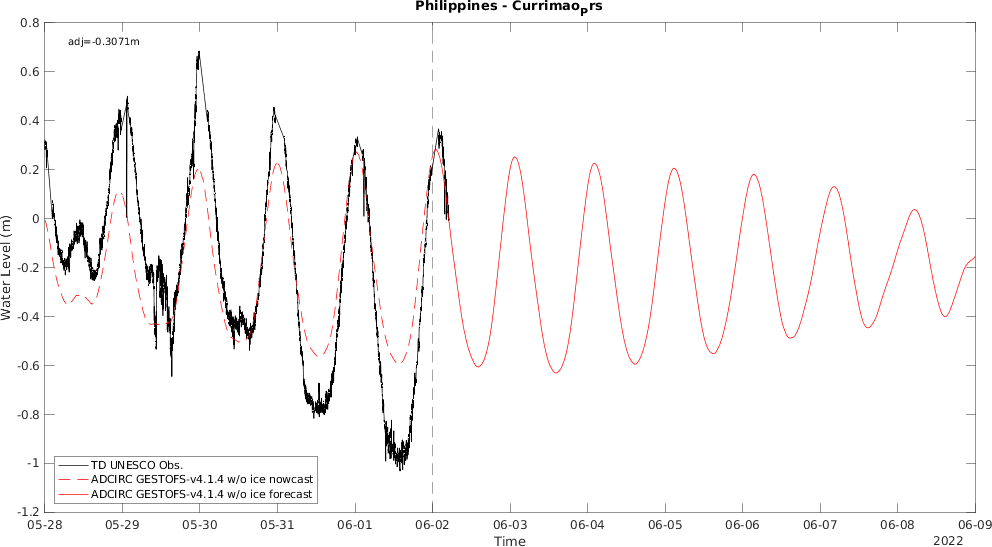 Philippines - Currimaoprs
adj=-0.3071m
0.8
0.6
0.4
0.2
0
-0.2
-0.4
-0.6
-0.8
-1
-1.2
Water Level (m)
TD UNESCO Obs.
ADCIRC GESTOFS-v4.1.4 w/o ice nowcast
ADCIRC GESTOFS-v4.1.4 w/o ice forecast
05-28 05-29 05-30 05-31 06-01 06-02 06-03 06-04 06-05 06-06 06-07 06-08 06-09
Time
2022